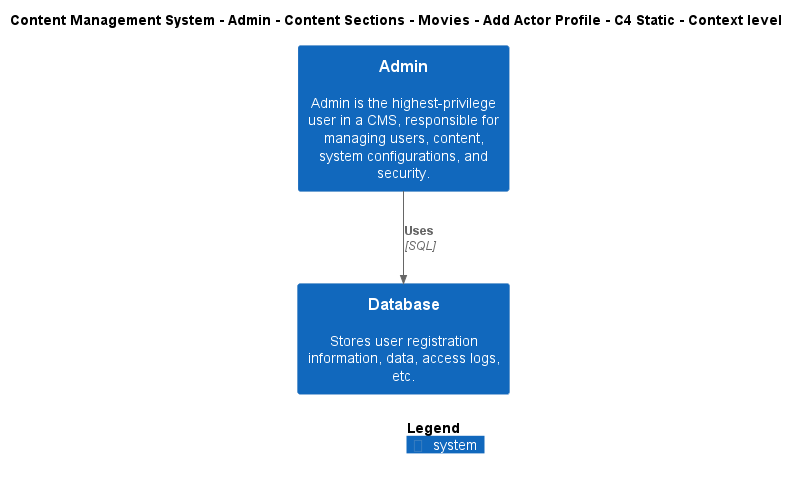 Content Management System - Admin - Content Sections - Movies - Add Actor Profile - C4 Static - Context level
Admin
Admin is the highest-privilege
user in a CMS, responsible for
managing users, content,
system configurations, and
security.
Uses
[SQL]
Database
Stores user registration
information, data, access logs,
etc.
Legend
system